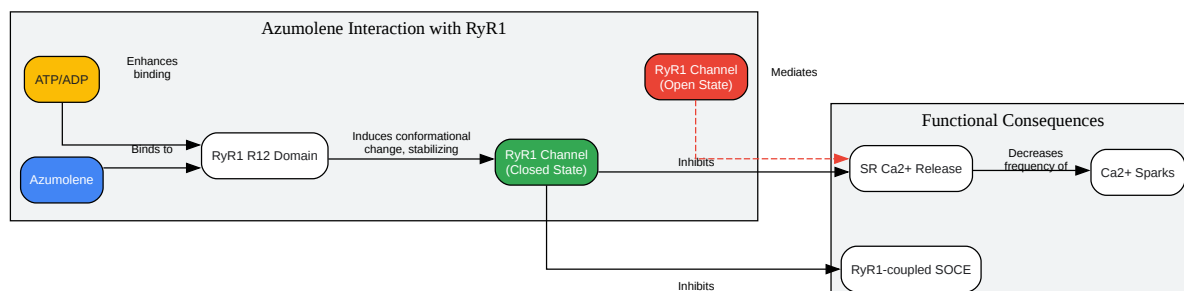 Azumolene Interaction with RyR1
Enhances
binding
ATP/ADP
RyR1 Channel
(Open State)
Mediates
Functional Consequences
Binds to
RyR1 R12 Domain
Induces conformational
change, stabilizing
RyR1 Channel
(Closed State)
Inhibits
SR Ca2+ Release
Decreases
frequency of
Ca2+ Sparks
Azumolene
RyR1-coupled SOCE
Inhibits